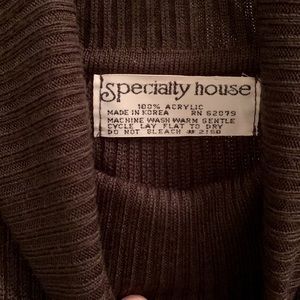 Specialty house
100% ACRYLIC
MADE IN KOREA RN 52079
MACHINE WASH WARM GENTLE
CYCLE LAY FLAT TO DRY
DO NOT BLEACH # 2150